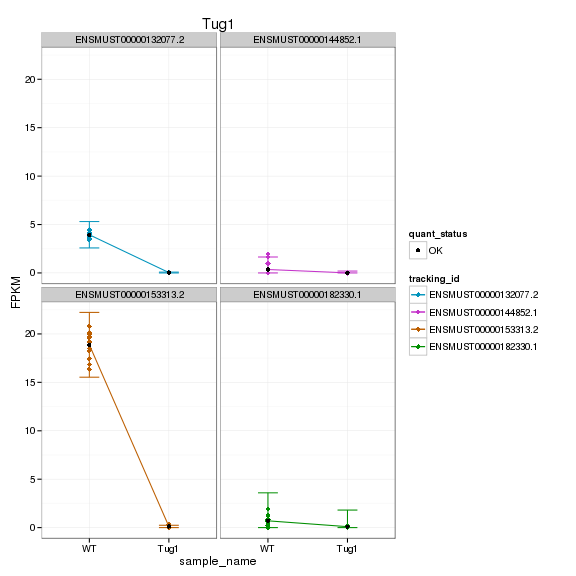 Tug1
ENSMUST00000132077.2
ENSMUST00000144852.1
20
15
10
5
0
ENSMUST00000153313.2
ENSMUST00000182330.1
20
15
10
5
0
FPKM
WT
Tug1
WT
Tug1
sample_name
quant_status
OK
tracking_id
ENSMUST00000132077.2
ENSMUST00000144852.1
ENSMUST00000153313.2
ENSMUST00000182330.1